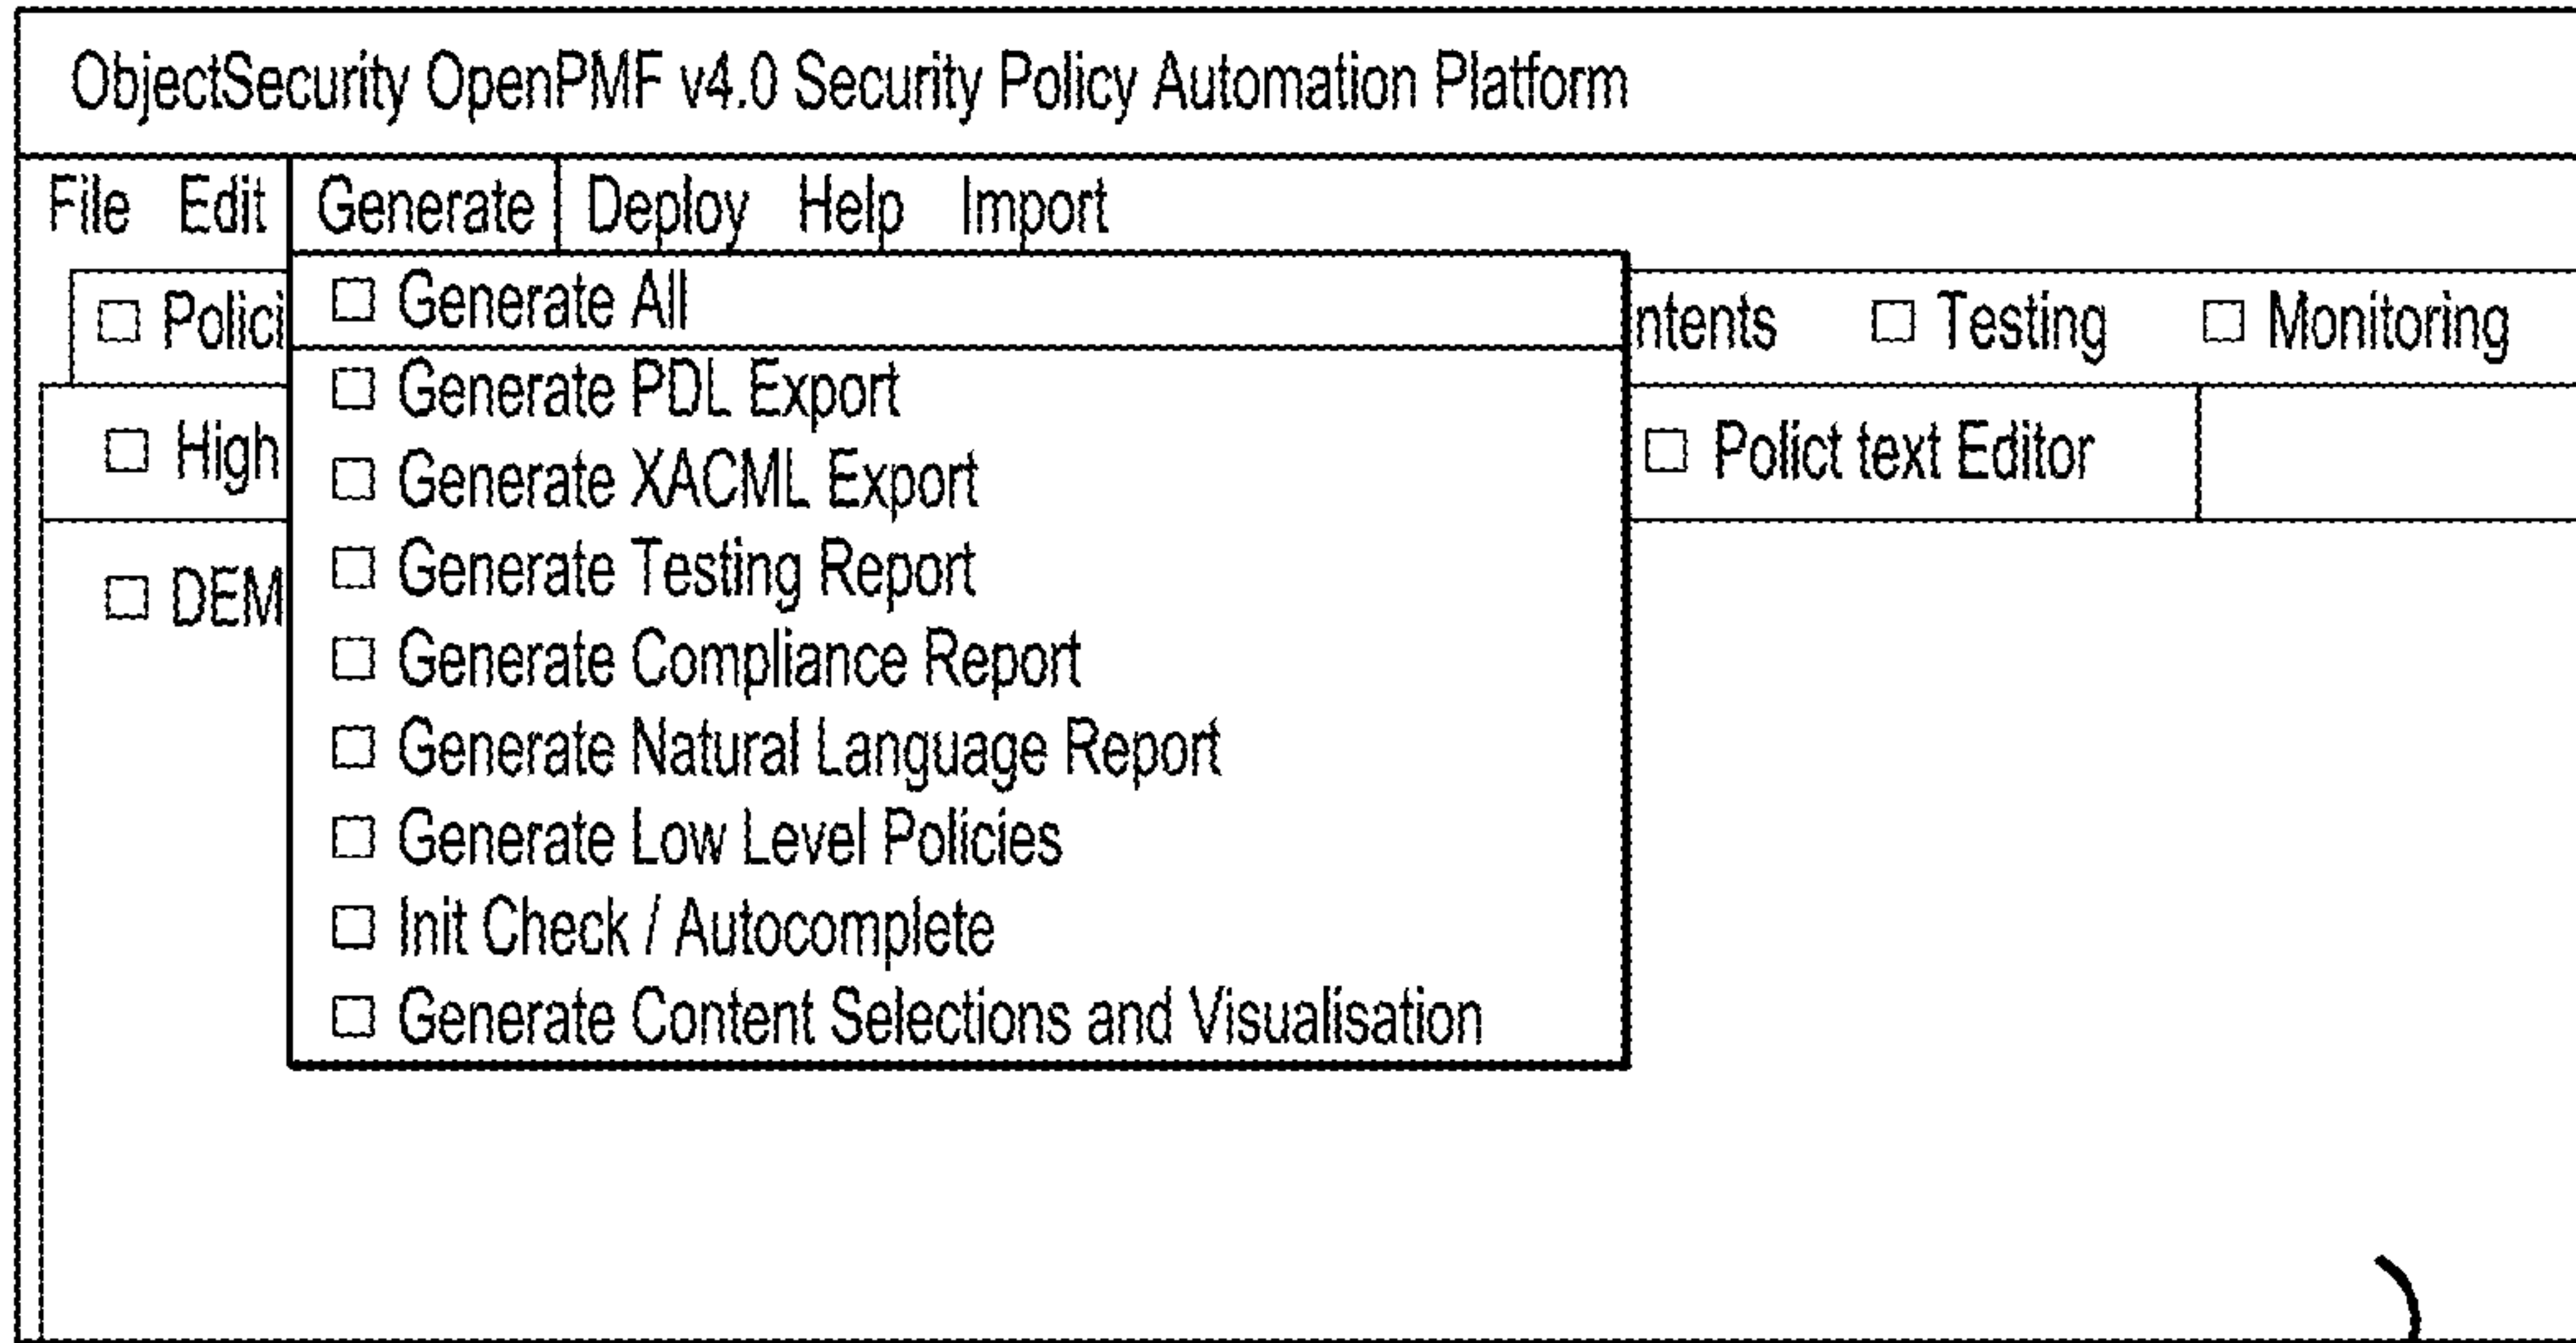 ObjectSecurity OpenPMF v4.0 Security Policy Automation Platform
File Edit Generate Deploy Help Import
Polici
Generate All
ntents Testing Monitoring
Generate PDL Export
High
Generate XACML Export
Polict text Editor
Generate Testing Report
DEM
Generate Compliance Report
Generate Natural Language Report
Generate Low Level Policies
Init Check / Autocomplete
Generate Content Selections and Visualisation